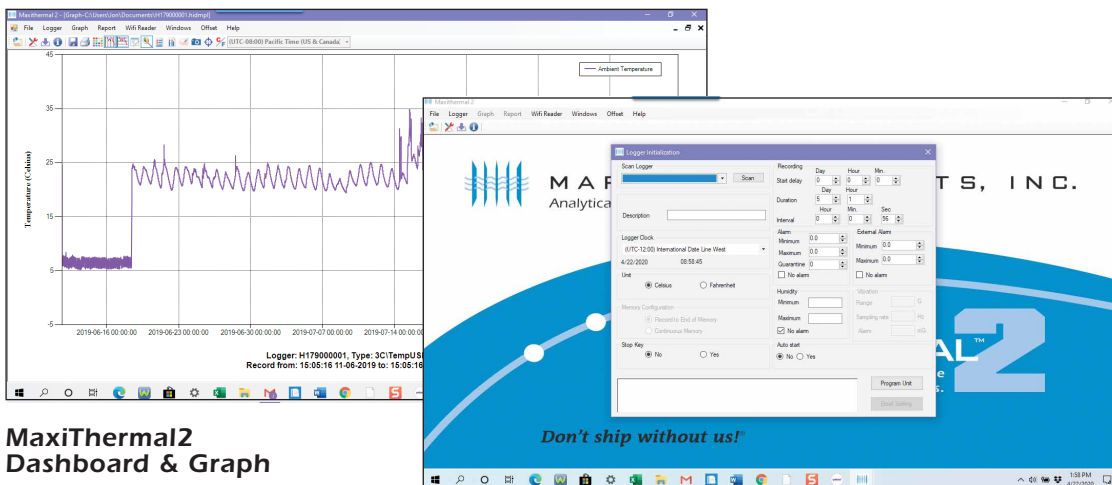 Maxithermal 2 - [Graph-C:\Users\Jon\Documents\H179000001.hdmpl]
File Logger Graph Report Wifi Reader Windows Offset Help
(UTC-08:00) Pacific Time (US & Canada)
Ambient Temperature
45
35
25
15
5
-5
Temperature (Celsius)
2019-06-16 00:00:00 2019-06-23 00:00:00 2019-06-30 00:00:00 2019-07-07 00:00:00 2019-07-14 00:00:00
Logger: H179000001, Type: 3C\TempUS
Record from: 15:05:16 11-06-2019 to: 15:05:16
MaxiThermal2
Dashboard & Graph
Maxithermal 2
File Logger Graph Report Wifi Reader Windows Offset Help
MA
TS, INC.
Analytica
Logger Initialization
Scan Logger
Scan
Description
Logger Clock
(UTC-12:00) International Date Line West
4/22/2020 08:58:45
Unit
Celsius Fahrenheit
Memory Configuration
Record to End of Memory
Continuous Memory
Stop Key
No Yes
Recording
Day Hour Min.
Start delay 0 0 0
Day Hour
Duration 5 1
Hour Min. Sec
Interval 0 0 56
Alarm
Minimum 0.0
Maximum 0.0
Quarantine 0
No alarm
External Alarm
Minimum 0.0
Maximum 0.0
No alarm
Humidity
Minimum
Maximum
No alarm
Vibration
Range G
Sampling rate Hz
Alarm mG
Auto start
No Yes
Program Unit
Email Setting
AL™
2
e
s.
Don't ship without us!®
1:58 PM
4/22/2020